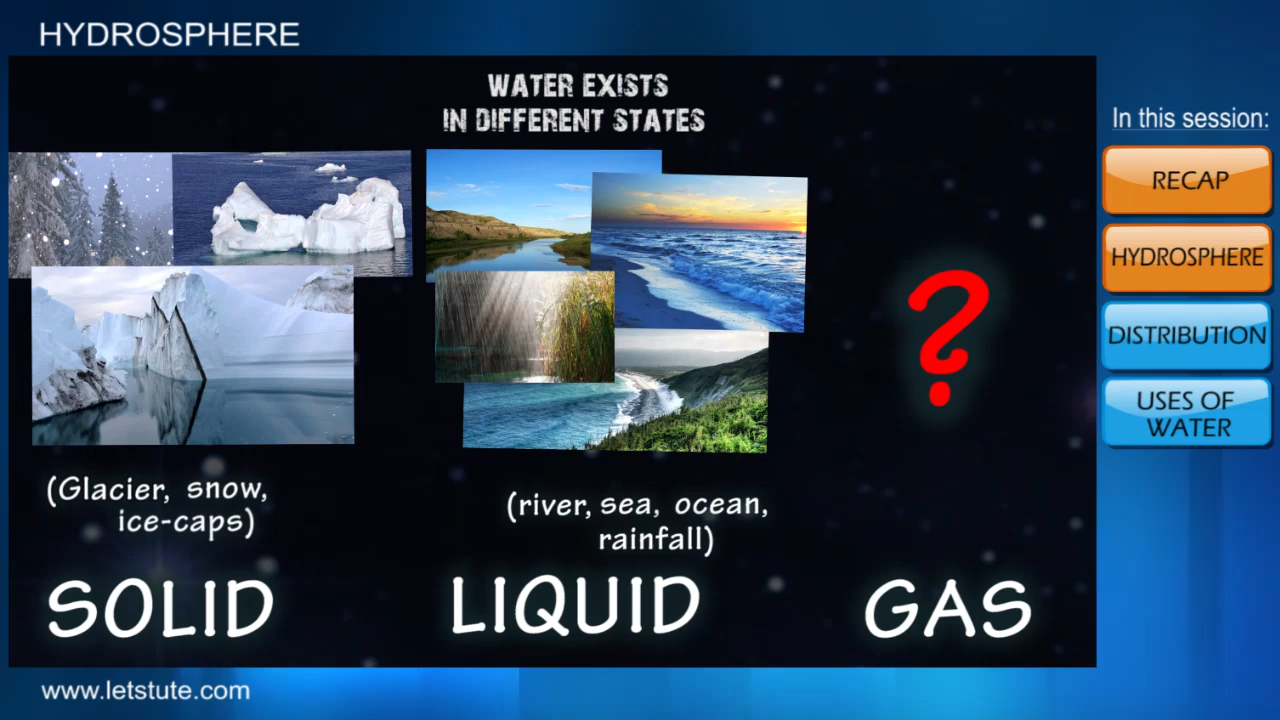 HYDROSPHERE
WATER EXISTS
IN DIFFERENT STATES
(Glacier, snow,
ice-caps)
SOLID
(river, sea, ocean,
rainfall)
LIQUID
?
GAS
In this session:
RECAP
HYDROSPHERE
DISTRIBUTION
USES OF
WATER
www.letstute.com